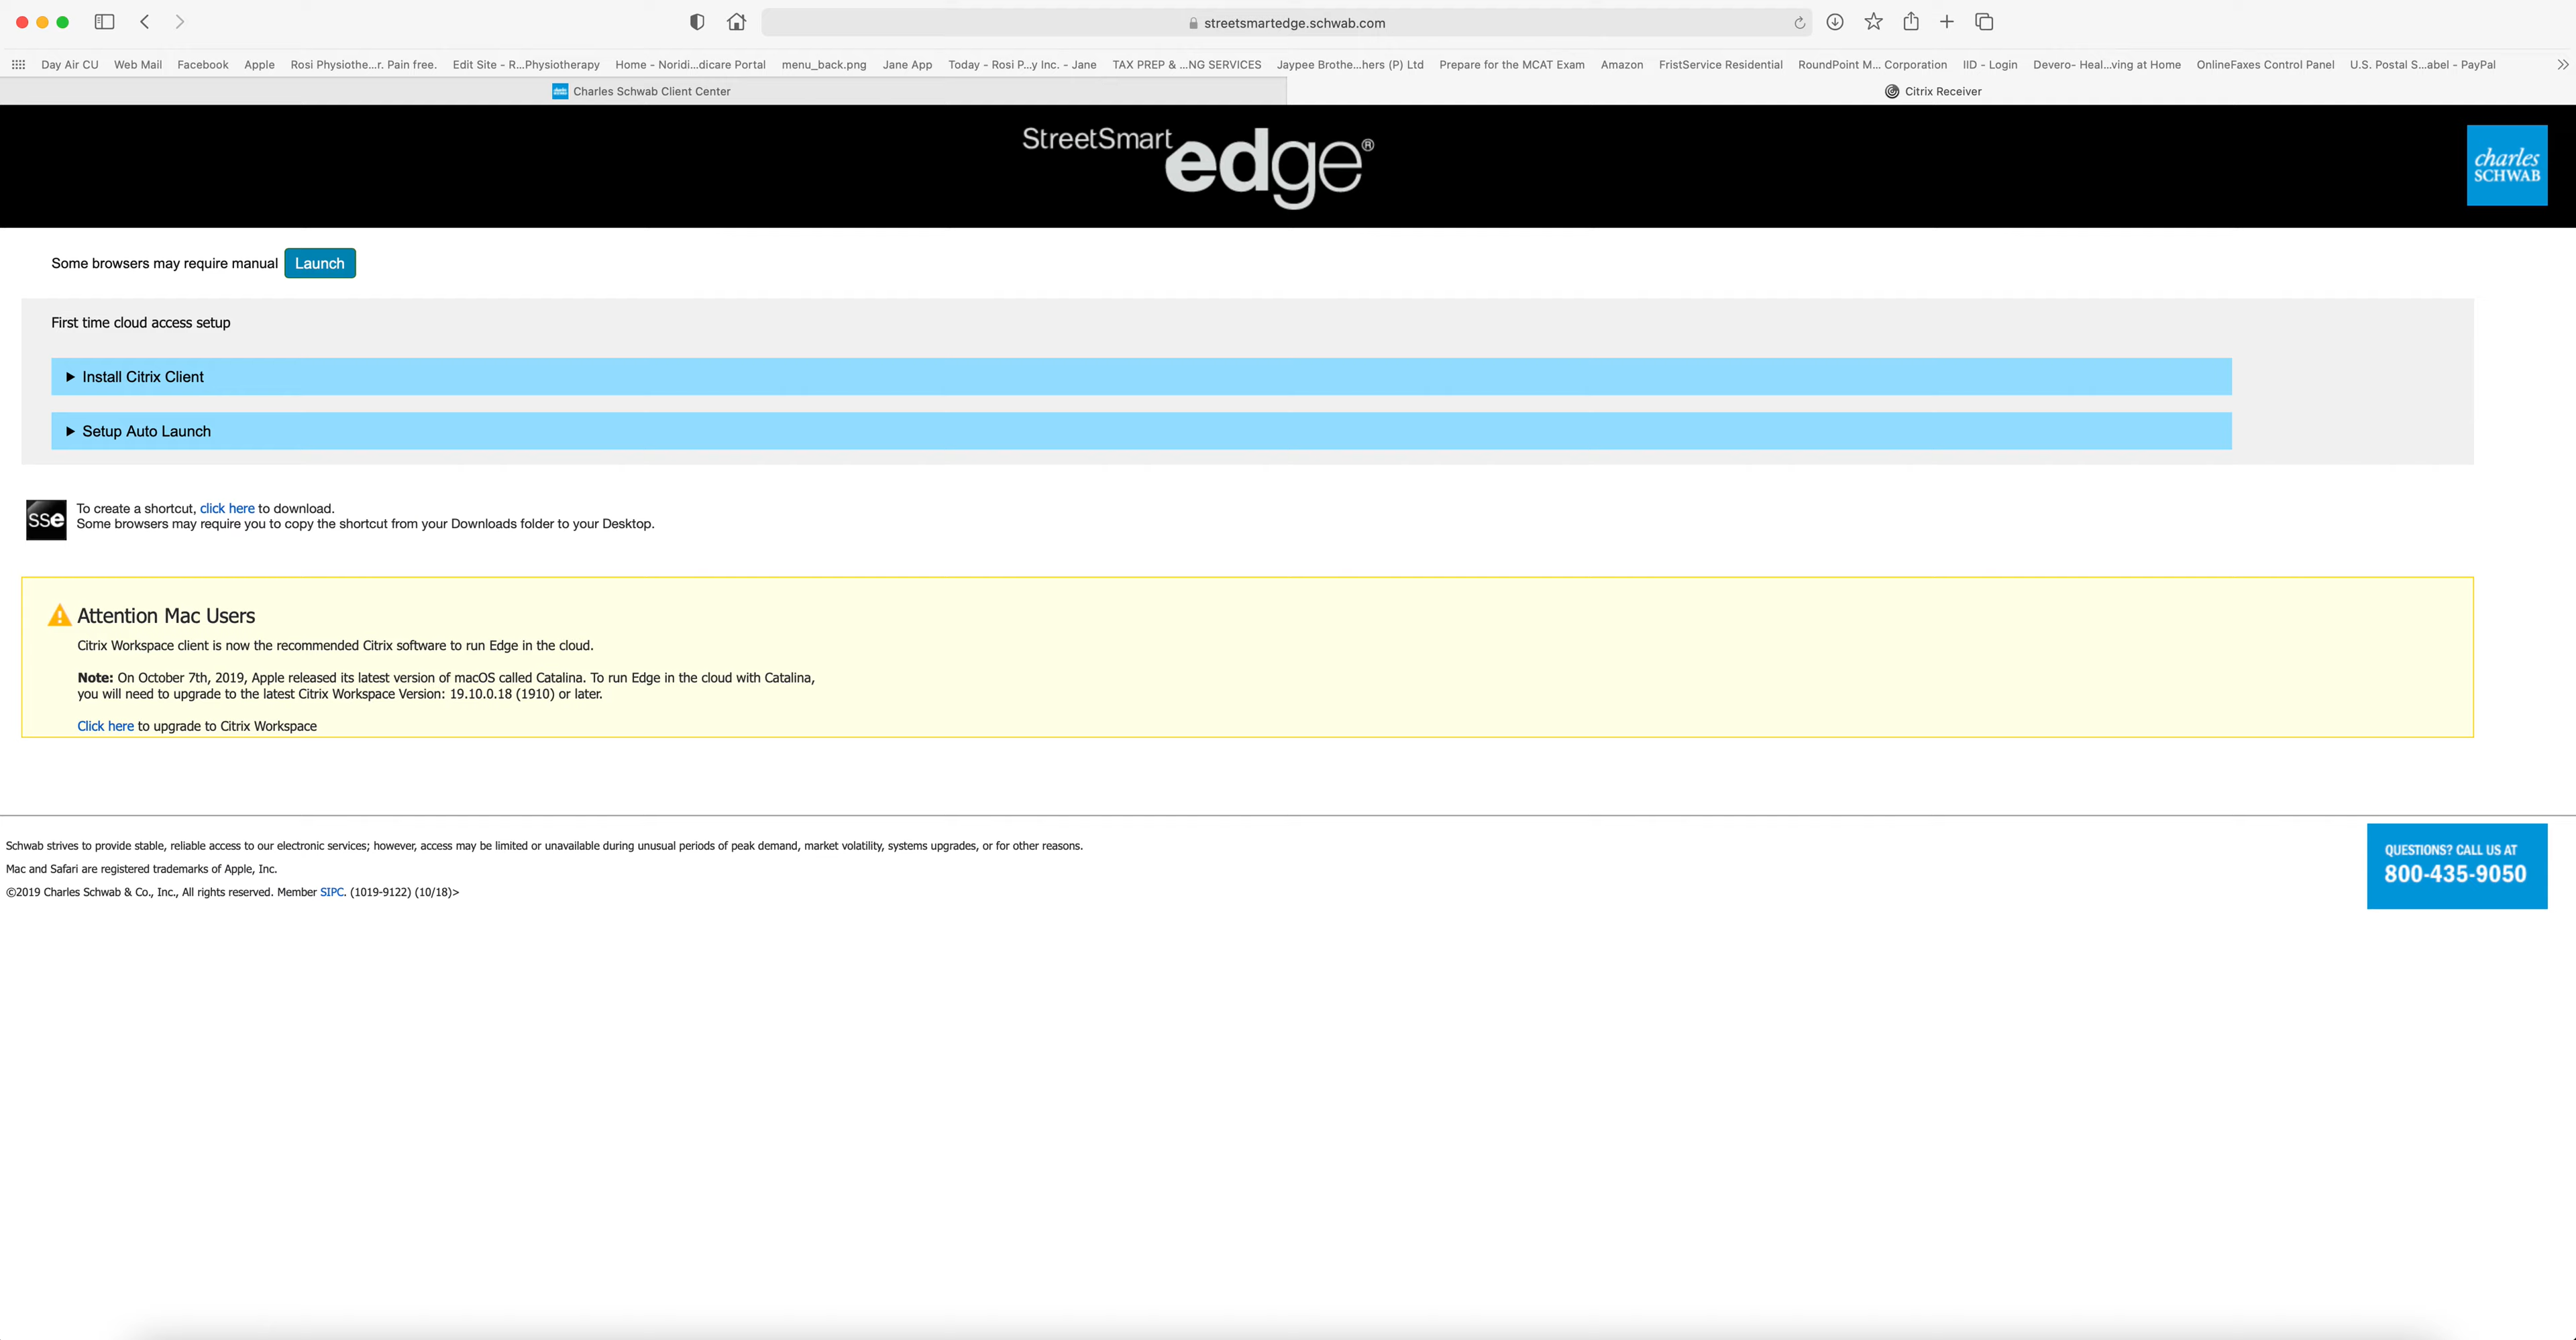 streetsmartedge.schwab.com
Day Air CU Web Mail Facebook Apple Rosi Physiothe...r. Pain free. Edit Site - R...Physiotherapy Home - Noridi...dicare Portal menu_back.png Jane App Today - Rosi P...y Inc. - Jane TAX PREP & ...NG SERVICES Jaypee Brothe...hers (P) Ltd Prepare for the MCAT Exam Amazon FristService Residential RoundPoint M... Corporation IID - Login Devero- Heal...ving at Home OnlineFaxes Control Panel U.S. Postal S...abel - PayPal
Charles Schwab Client Center Citrix Receiver
StreetSmart edge®
charles
SCHWAB
Some browsers may require manual Launch
First time cloud access setup
Install Citrix Client
Setup Auto Launch
sse
To create a shortcut, click here to download.
Some browsers may require you to copy the shortcut from your Downloads folder to your Desktop.
Attention Mac Users
Citrix Workspace client is now the recommended Citrix software to run Edge in the cloud.
Note: On October 7th, 2019, Apple released its latest version of macOS called Catalina. To run Edge in the cloud with Catalina,
you will need to upgrade to the latest Citrix Workspace Version: 19.10.0.18 (1910) or later.
Click here to upgrade to Citrix Workspace
Schwab strives to provide stable, reliable access to our electronic services; however, access may be limited or unavailable during unusual periods of peak demand, market volatility, systems upgrades, or for other reasons.
Mac and Safari are registered trademarks of Apple, Inc.
©2019 Charles Schwab & Co., Inc., All rights reserved. Member SIPC. (1019-9122) (10/18)>
QUESTIONS? CALL US AT
800-435-9050